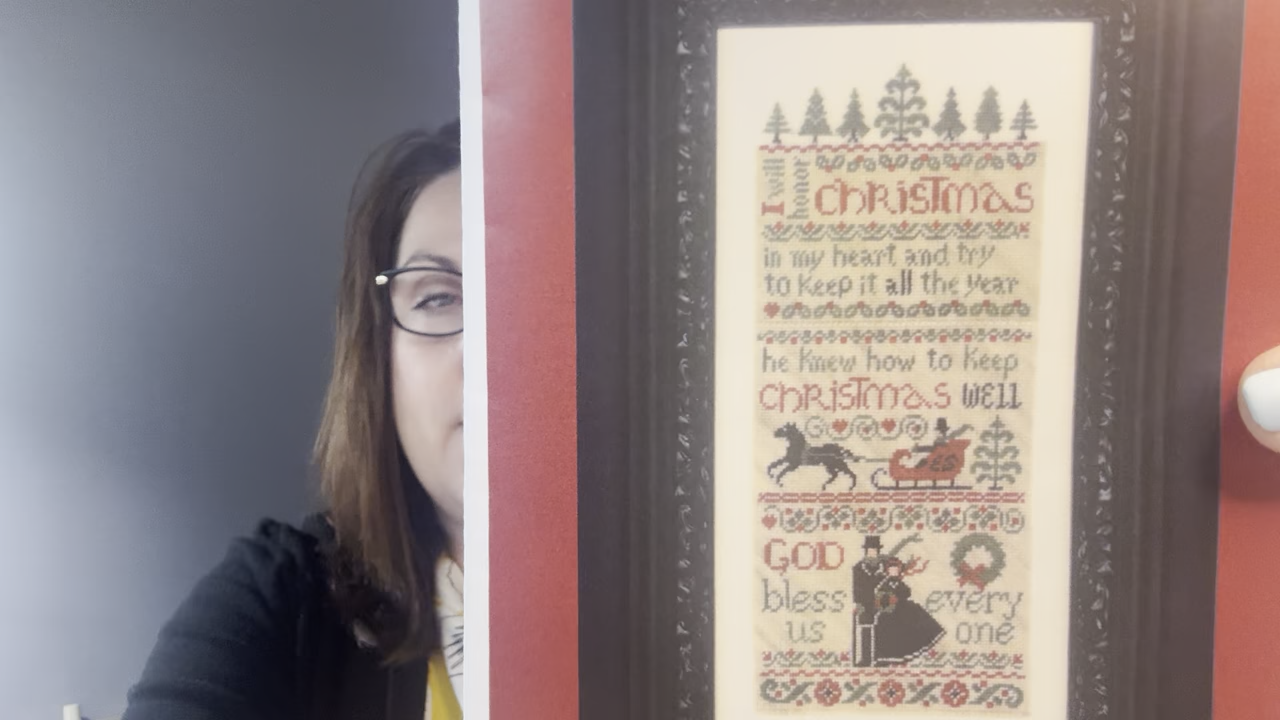 I will honor CHRISTMAS
in my heart and try
to keep it all the year
he knew how to keep
CHRISTMAS WELL
GOD
bless every
us one